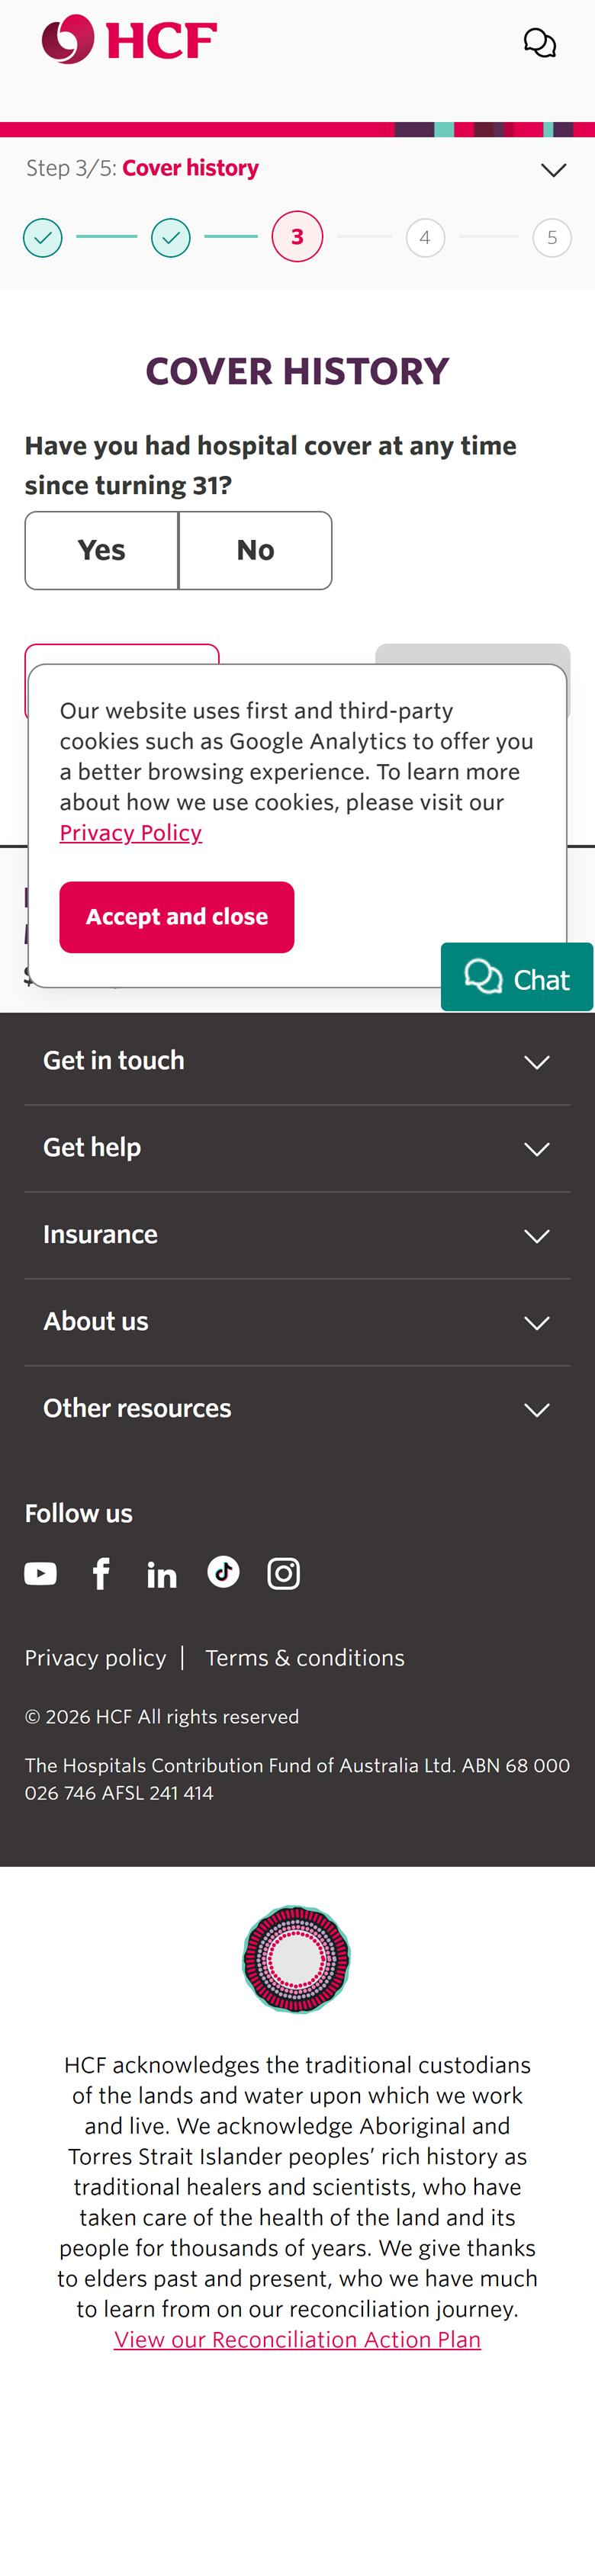 HCF
Step 3/5: Cover history
3
4
5
COVER HISTORY
Have you had hospital cover at any time
since turning 31?
Yes
No
Our website uses first and third-party
cookies such as Google Analytics to offer you
a better browsing experience. To learn more
about how we use cookies, please visit our
Privacy Policy
Accept and close
Chat
Get in touch
Get help
Insurance
About us
Other resources
Follow us
Privacy policy
Terms & conditions
© 2026 HCF All rights reserved
The Hospitals Contribution Fund of Australia Ltd. ABN 68 000
026 746 AFSL 241 414
HCF acknowledges the traditional custodians
of the lands and water upon which we work
and live. We acknowledge Aboriginal and
Torres Strait Islander peoples’ rich history as
traditional healers and scientists, who have
taken care of the health of the land and its
people for thousands of years. We give thanks
to elders past and present, who we have much
to learn from on our reconciliation journey.
View our Reconciliation Action Plan